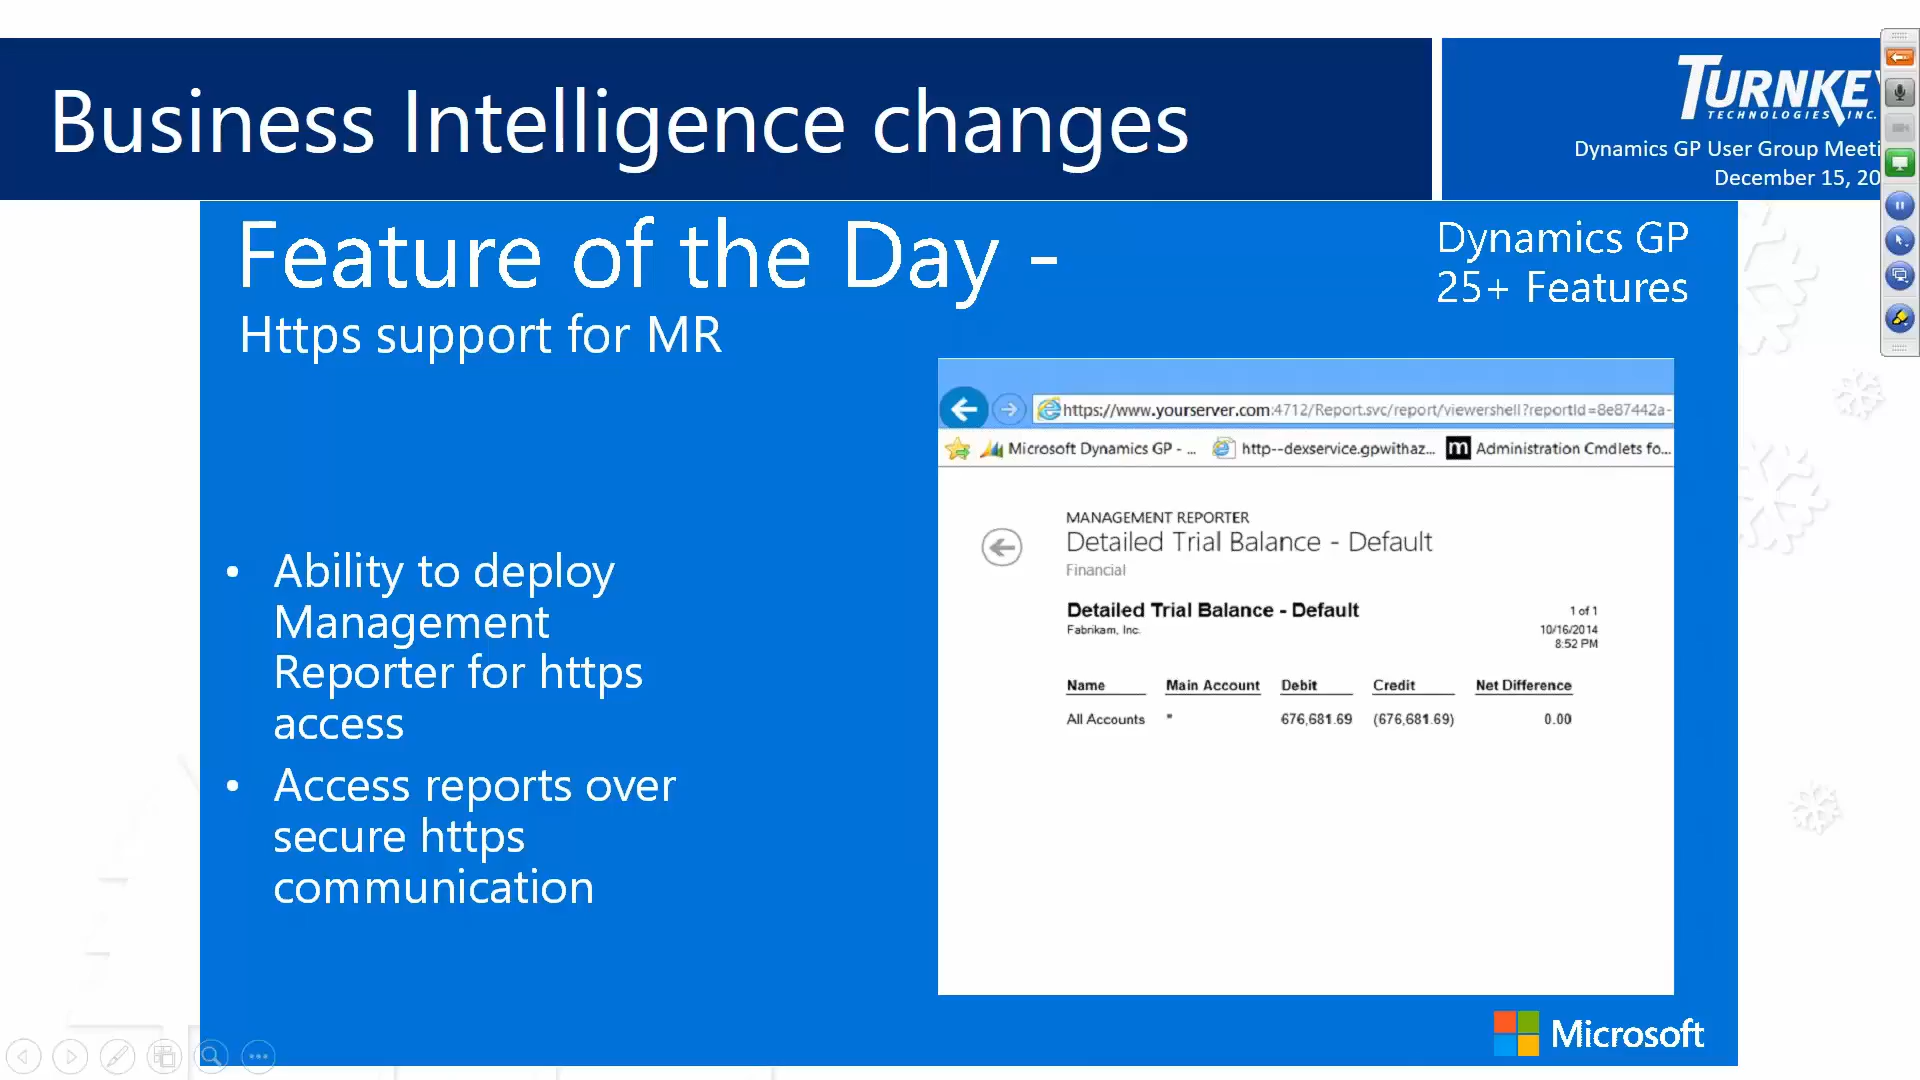 Business Intelligence changes
TURNKEY
TECHNOLOGIES, INC.
Dynamics GP User Group Meeti
December 15, 20
Feature of the Day -
Https support for MR
Dynamics GP
25+ Features
• Ability to deploy
Management
Reporter for https
access
• Access reports over
secure https
communication
https://www.yourserver.com:4712/Report.svc/report/viewershell?reportId=8e87442a-
Microsoft Dynamics GP - ...
http--dexservice.gpwithaz...
m Administration Cmdlets fo...
MANAGEMENT REPORTER
Detailed Trial Balance - Default
Financial
Detailed Trial Balance - Default
1 of 1
Fabrikam, Inc.
10/16/2014
8:52 PM
Name Main Account Debit Credit Net Difference
All Accounts * 676,681.69 (676,681.69) 0.00
Microsoft